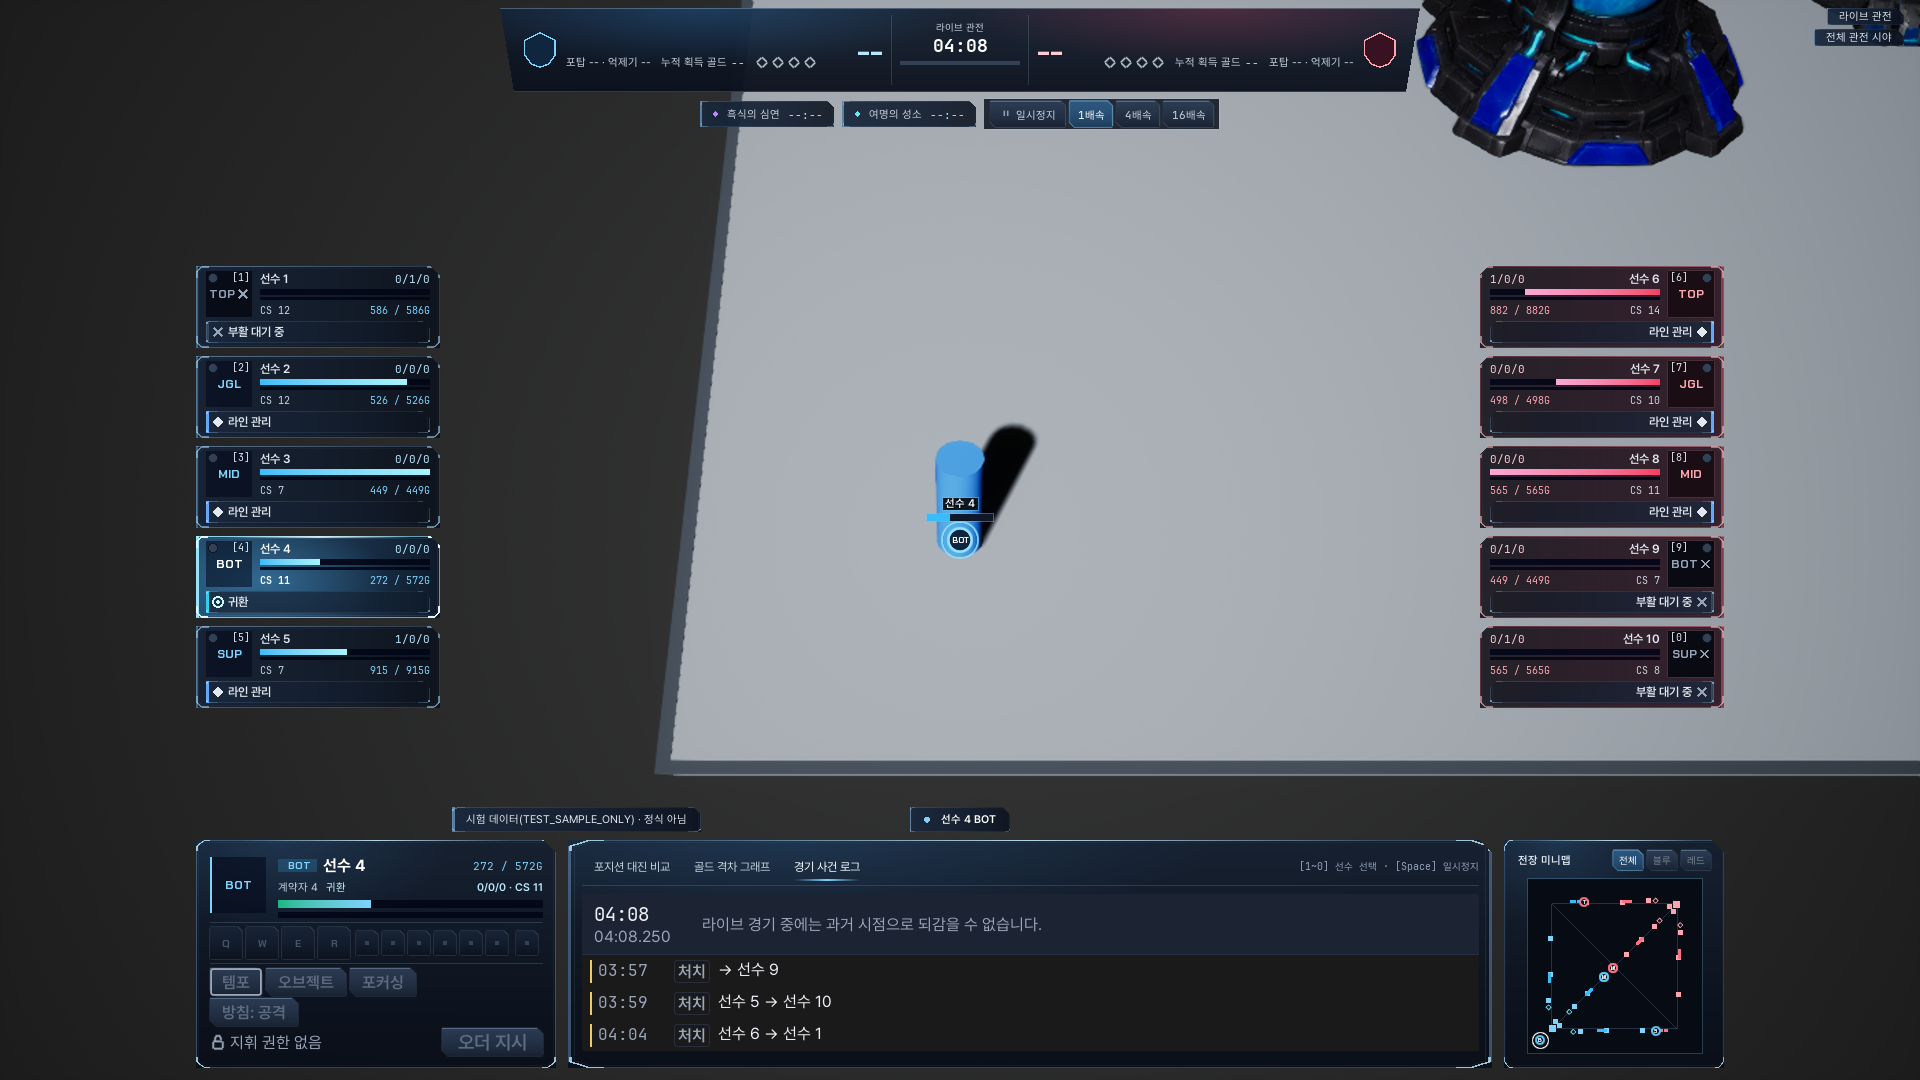 라이브 관전
04:08
포탑 -- · 억제기 --  누적 획득 골드 --
--
--
누적 획득 골드 --  포탑 -- · 억제기 --
라이브 관전
전체 관전 시야
흑식의 심연 --:--
여명의 성소 --:--
일시정지
1배속
4배속
16배속
[1] 선수 1 0/1/0
TOP
CS 12 586 / 586G
부활 대기 중
[2] 선수 2 0/0/0
JGL
CS 12 526 / 526G
라인 관리
[3] 선수 3 0/0/0
MID
CS 7 449 / 449G
라인 관리
[4] 선수 4 0/0/0
BOT
CS 11 272 / 572G
귀환
[5] 선수 5 1/0/0
SUP
CS 7 915 / 915G
라인 관리
선수 4
BOT
1/0/0 선수 6 [6]
TOP
882 / 882G CS 14
라인 관리
0/0/0 선수 7 [7]
JGL
498 / 498G CS 10
라인 관리
0/0/0 선수 8 [8]
MID
565 / 565G CS 11
라인 관리
0/1/0 선수 9 [9]
BOT
449 / 449G CS 7
부활 대기 중
0/1/0 선수 10 [0]
SUP
565 / 565G CS 8
부활 대기 중
시험 데이터(TEST_SAMPLE_ONLY) · 정식 아님
선수 4 BOT
BOT
BOT 선수 4 272 / 572G
계약자 4 귀환 0/0/0 · CS 11
Q W E R
템포 오브젝트 포커싱
방침: 공격
지휘 권한 없음
오더 지시
포지션 대진 비교 골드 격차 그래프 경기 사건 로그
[1~0] 선수 선택 · [Space] 일시정지
04:08
04:08.250
라이브 경기 중에는 과거 시점으로 되감을 수 없습니다.
03:57 처치 → 선수 9
03:59 처치 선수 5 → 선수 10
04:04 처치 선수 6 → 선수 1
전장 미니맵
전체 블루 레드